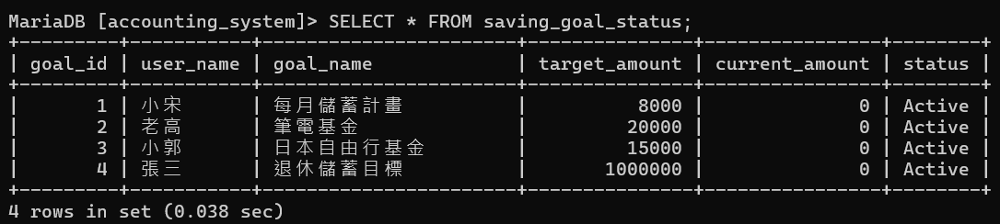 MariaDB [accounting_system]> SELECT * FROM saving_goal_status;
+---------+-----------+-----------------------+---------------+----------------+--------+
| goal_id | user_name | goal_name             | target_amount | current_amount | status |
+---------+-----------+-----------------------+---------------+----------------+--------+
|       1 | 小宋      | 每月儲蓄計畫          |          8000 |              0 | Active |
|       2 | 老高      | 筆電基金              |         20000 |              0 | Active |
|       3 | 小郭      | 日本自由行基金        |         15000 |              0 | Active |
|       4 | 張三      | 退休儲蓄目標          |       1000000 |              0 | Active |
+---------+-----------+-----------------------+---------------+----------------+--------+
4 rows in set (0.038 sec)